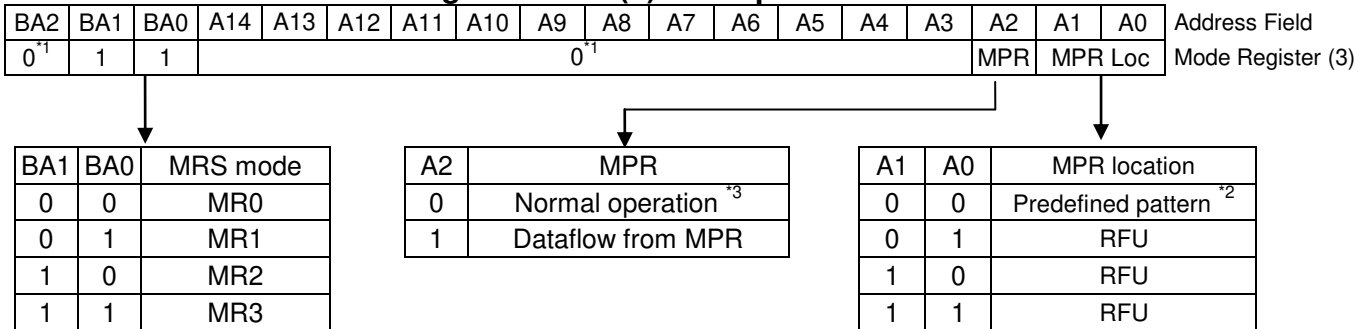 BA2 BA1 BA0 A14 A13 A12 A11 A10 A9 A8 A7 A6 A5 A4 A3 A2 A1 A0 Address Field
0*1 1 1 0*1 MPR MPR Loc Mode Register (3)
BA1 BA0 MRS mode
0 0 MR0
0 1 MR1
1 0 MR2
1 1 MR3
A2 MPR
0 Normal operation *3
1 Dataflow from MPR
A1 A0 MPR location
0 0 Predefined pattern *2
0 1 RFU
1 0 RFU
1 1 RFU